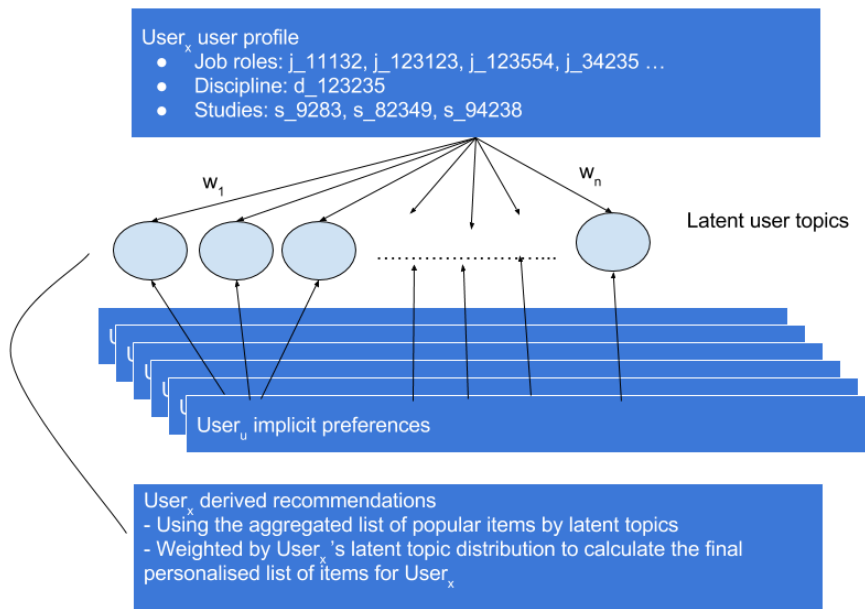 Userₓ user profile
● Job roles: j_11132, j_123123, j_123554, j_34235 …
● Discipline: d_123235
● Studies: s_9283, s_82349, s_94238
w₁
wₙ
Latent user topics
U
U
U
U
U
Userᵤ implicit preferences
Userₓ derived recommendations
- Using the aggregated list of popular items by latent topics
- Weighted by Userₓ's latent topic distribution to calculate the final
personalised list of items for Userₓ